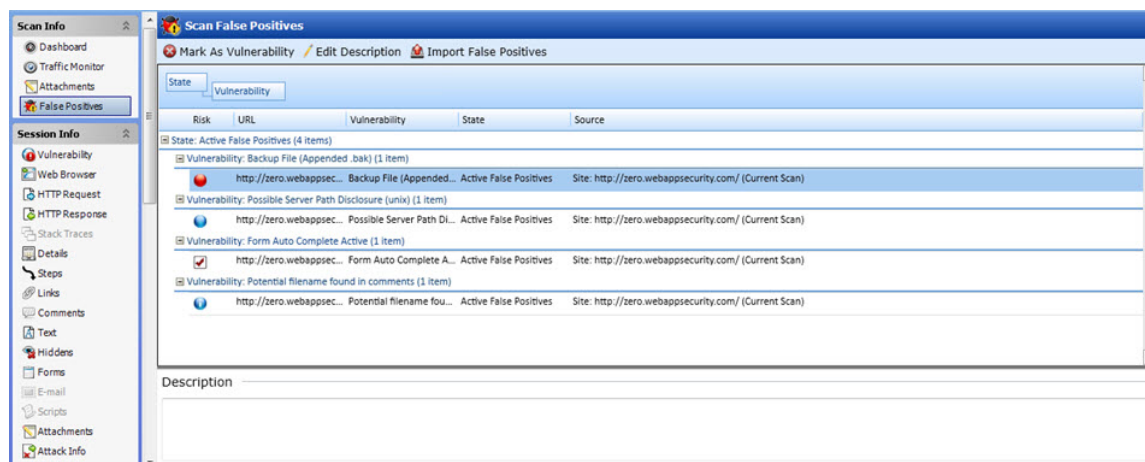 Scan Info
Dashboard
Traffic Monitor
Attachments
False Positives
Session Info
Vulnerability
Web Browser
HTTP Request
HTTP Response
Stack Traces
Details
Steps
Links
Comments
Text
Hiddens
Forms
E-mail
Scripts
Attachments
Attack Info
Scan False Positives
Mark As Vulnerability Edit Description Import False Positives
State
Vulnerability
Risk URL Vulnerability State Source
State: Active False Positives (4 items)
Vulnerability: Backup File (Appended .bak) (1 item)
http://zero.webappsec... Backup File (Appended... Active False Positives Site: http://zero.webappsecurity.com/ (Current Scan)
Vulnerability: Possible Server Path Disclosure (unix) (1 item)
http://zero.webappsec... Possible Server Path Di... Active False Positives Site: http://zero.webappsecurity.com/ (Current Scan)
Vulnerability: Form Auto Complete Active (1 item)
http://zero.webappsec... Form Auto Complete A... Active False Positives Site: http://zero.webappsecurity.com/ (Current Scan)
Vulnerability: Potential filename found in comments (1 item)
http://zero.webappsec... Potential filename fou... Active False Positives Site: http://zero.webappsecurity.com/ (Current Scan)
Description